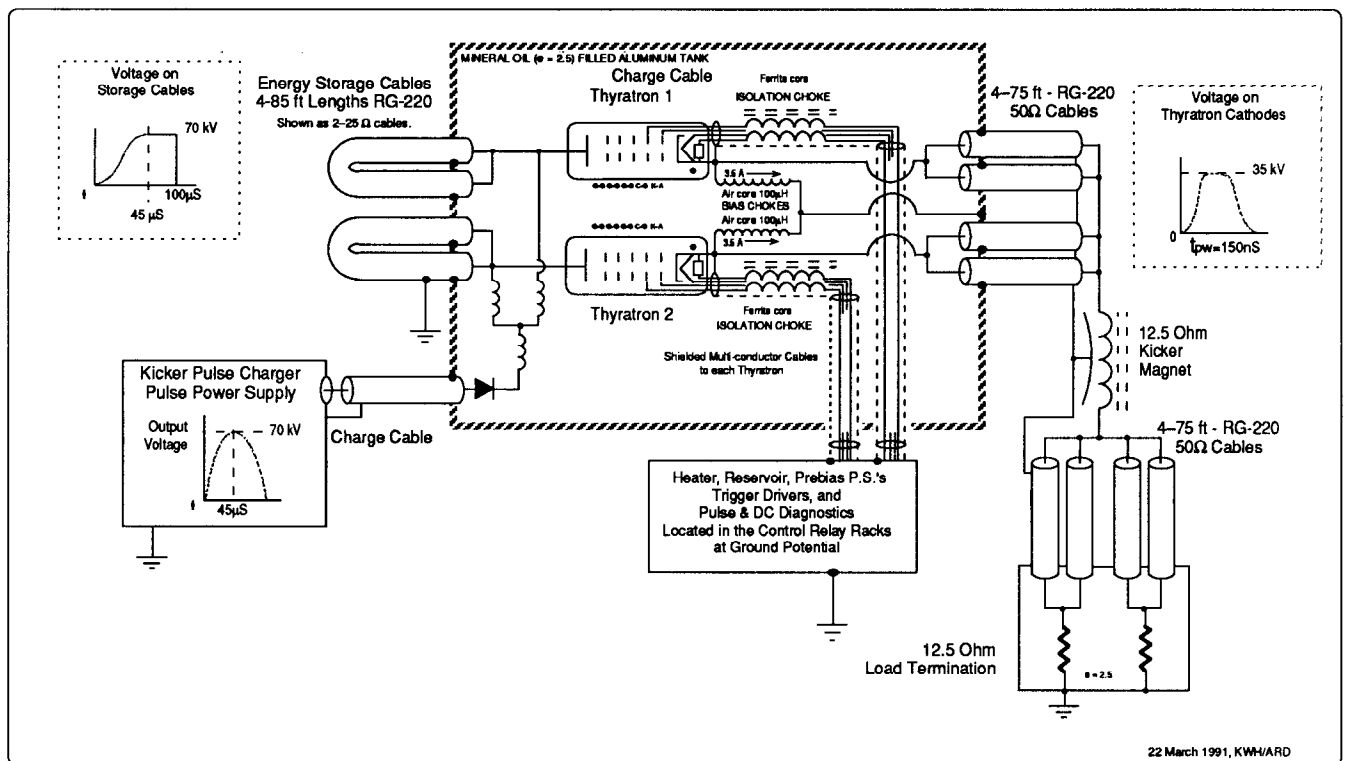 MINERAL OIL (e = 2.5) FILLED ALUMINUM TANK
Voltage on
Storage Cables
70 kV
100µS
45 µS
Energy Storage Cables
4-85 ft Lengths RG-220
Shown as 2-25 Ω cables.
Charge Cable
Thyratron 1
Ferrite core
ISOLATION CHOKE
3.5 A
Air core 100µH
BIAS CHOKES
Air core 100µH
3.5 A
Thyratron 2
Ferrite core
ISOLATION CHOKE
Shielded Multi-conductor Cables
to each Thyratron
4-75 ft - RG-220
50Ω Cables
Voltage on
Thyratron Cathodes
35 kV
0
tpw=150nS
Kicker Pulse Charger
Pulse Power Supply
Output
Voltage
70 kV
45µS
Charge Cable
12.5 Ohm
Kicker
Magnet
4-75 ft - RG-220
50Ω Cables
Heater, Reservoir, Prebias P.S.'s
Trigger Drivers, and
Pulse & DC Diagnostics
Located in the Control Relay Racks
at Ground Potential
12.5 Ohm
Load Termination
e = 2.5
22 March 1991, KWH/ARD